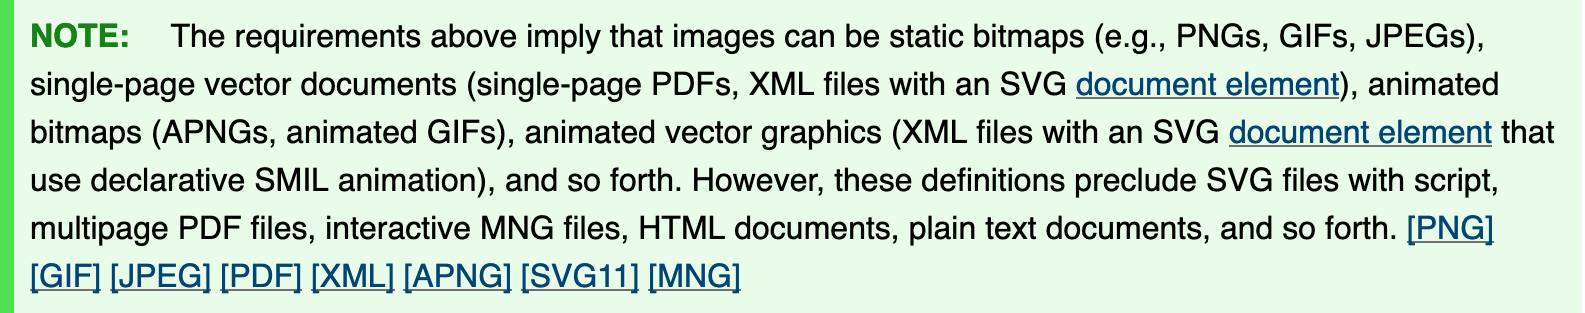 NOTE: The requirements above imply that images can be static bitmaps (e.g., PNGs, GIFs, JPEGs),
single-page vector documents (single-page PDFs, XML files with an SVG document element), animated
bitmaps (APNGs, animated GIFs), animated vector graphics (XML files with an SVG document element that
use declarative SMIL animation), and so forth. However, these definitions preclude SVG files with script,
multipage PDF files, interactive MNG files, HTML documents, plain text documents, and so forth. [PNG]
[GIF] [JPEG] [PDF] [XML] [APNG] [SVG11] [MNG]